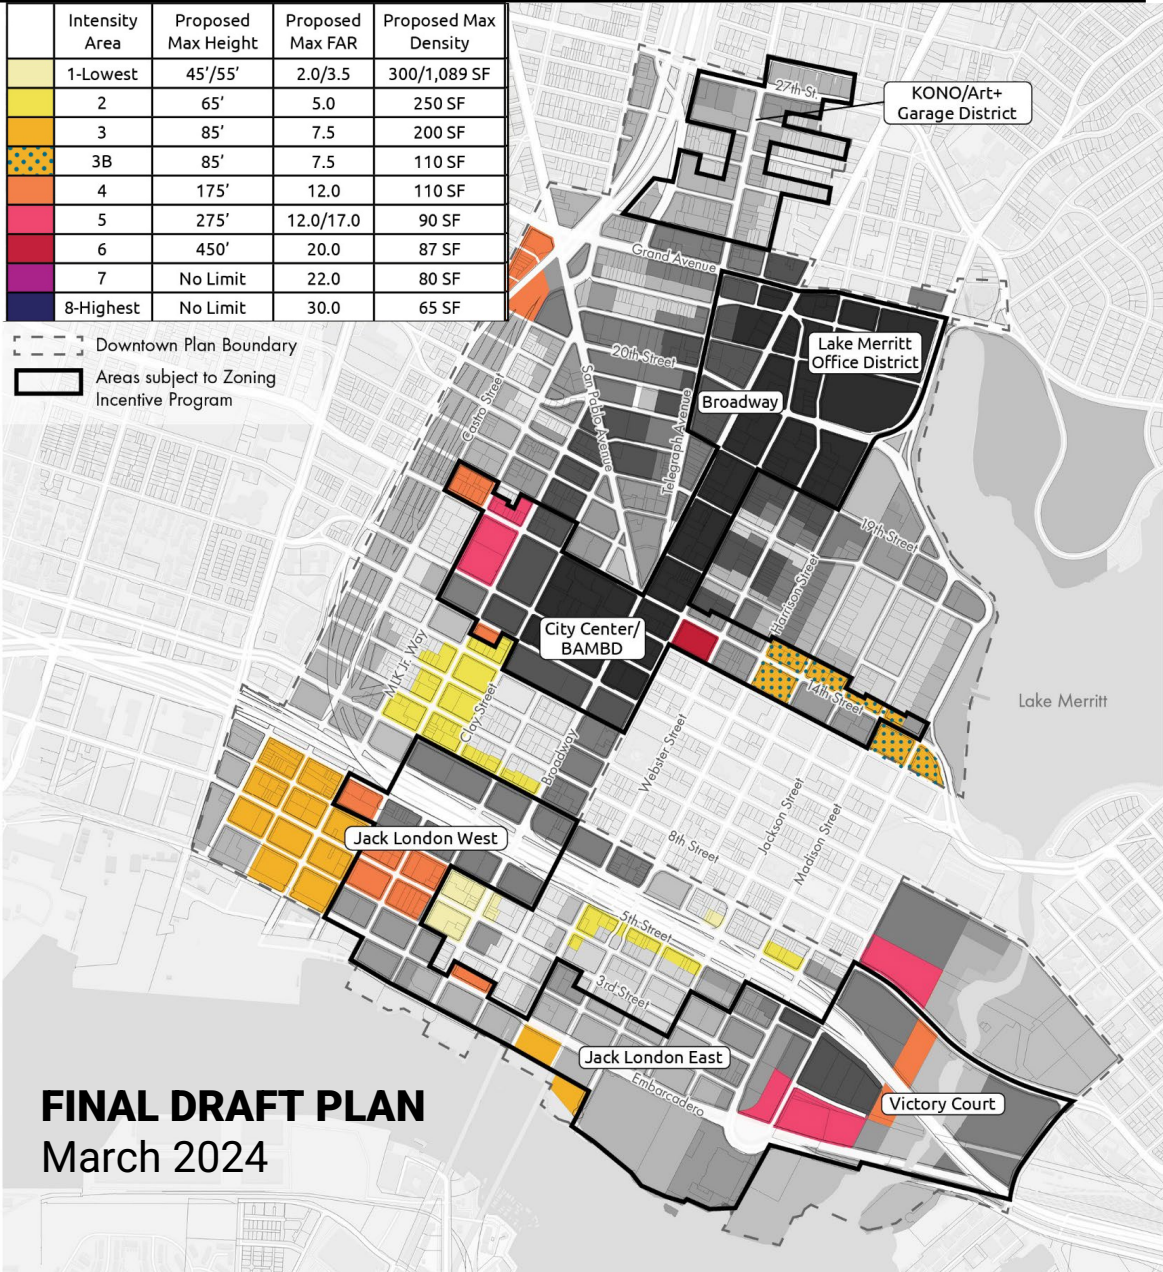 Intensity Area | Proposed Max Height | Proposed Max FAR | Proposed Max Density
1-Lowest | 45’/55’ | 2.0/3.5 | 300/1,089 SF
2 | 65’ | 5.0 | 250 SF
3 | 85’ | 7.5 | 200 SF
3B | 85’ | 7.5 | 110 SF
4 | 175’ | 12.0 | 110 SF
5 | 275’ | 12.0/17.0 | 90 SF
6 | 450’ | 20.0 | 87 SF
7 | No Limit | 22.0 | 80 SF
8-Highest | No Limit | 30.0 | 65 SF
Downtown Plan Boundary
Areas subject to Zoning
Incentive Program
27th St.
KONO/Art+
Garage District
Grand Avenue
20th Street
Lake Merritt
Office District
Broadway
Castro Street
San Pablo Avenue
Telegraph Avenue
19th Street
Harrison Street
City Center/
BAMBD
MLK Jr. Way
Clay Street
14th Street
Lake Merritt
Broadway
Webster Street
Jackson Street
Madison Street
8th Street
Jack London West
5th Street
3rd Street
Jack London East
Embarcadero
Victory Court
FINAL DRAFT PLAN
March 2024